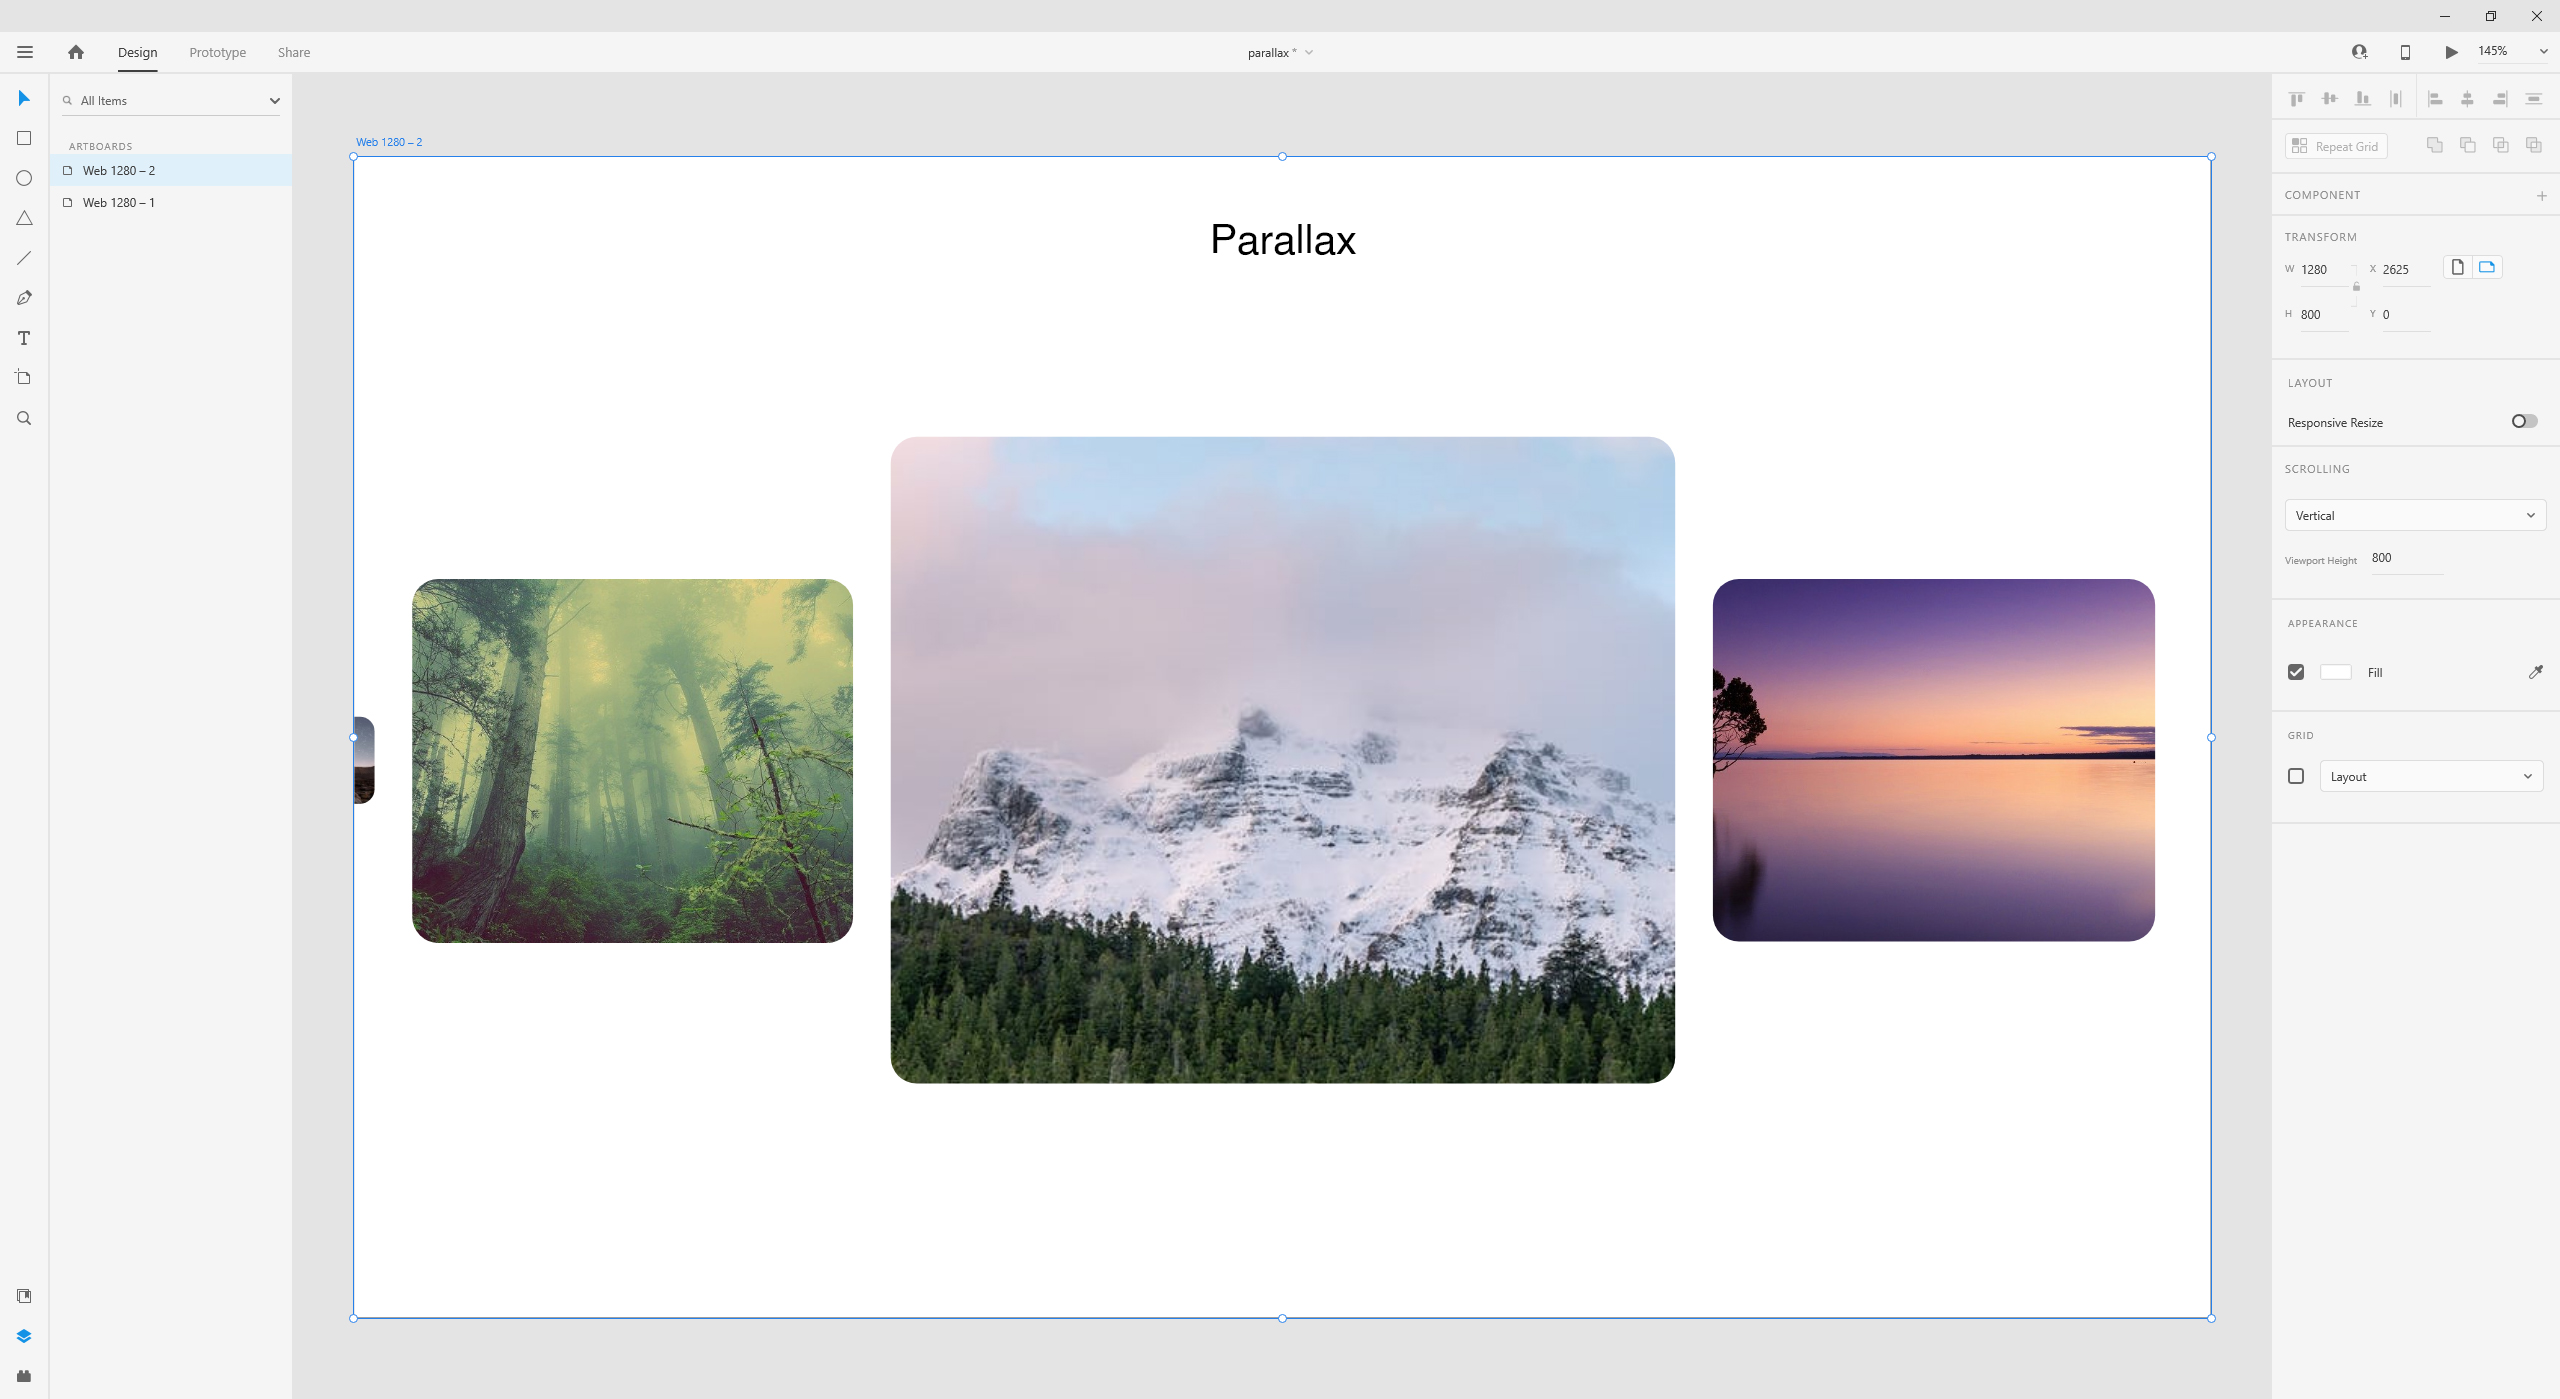 Design Prototype Share parallax * 145%
All Items
ARTBOARDS
Web 1280 – 2
Web 1280 – 1
Web 1280 – 2
Parallax
Repeat Grid
COMPONENT
TRANSFORM
W 1280 X 2625
H 800 Y 0
LAYOUT
Responsive Resize
SCROLLING
Vertical
Viewport Height 800
APPEARANCE
Fill
GRID
Layout